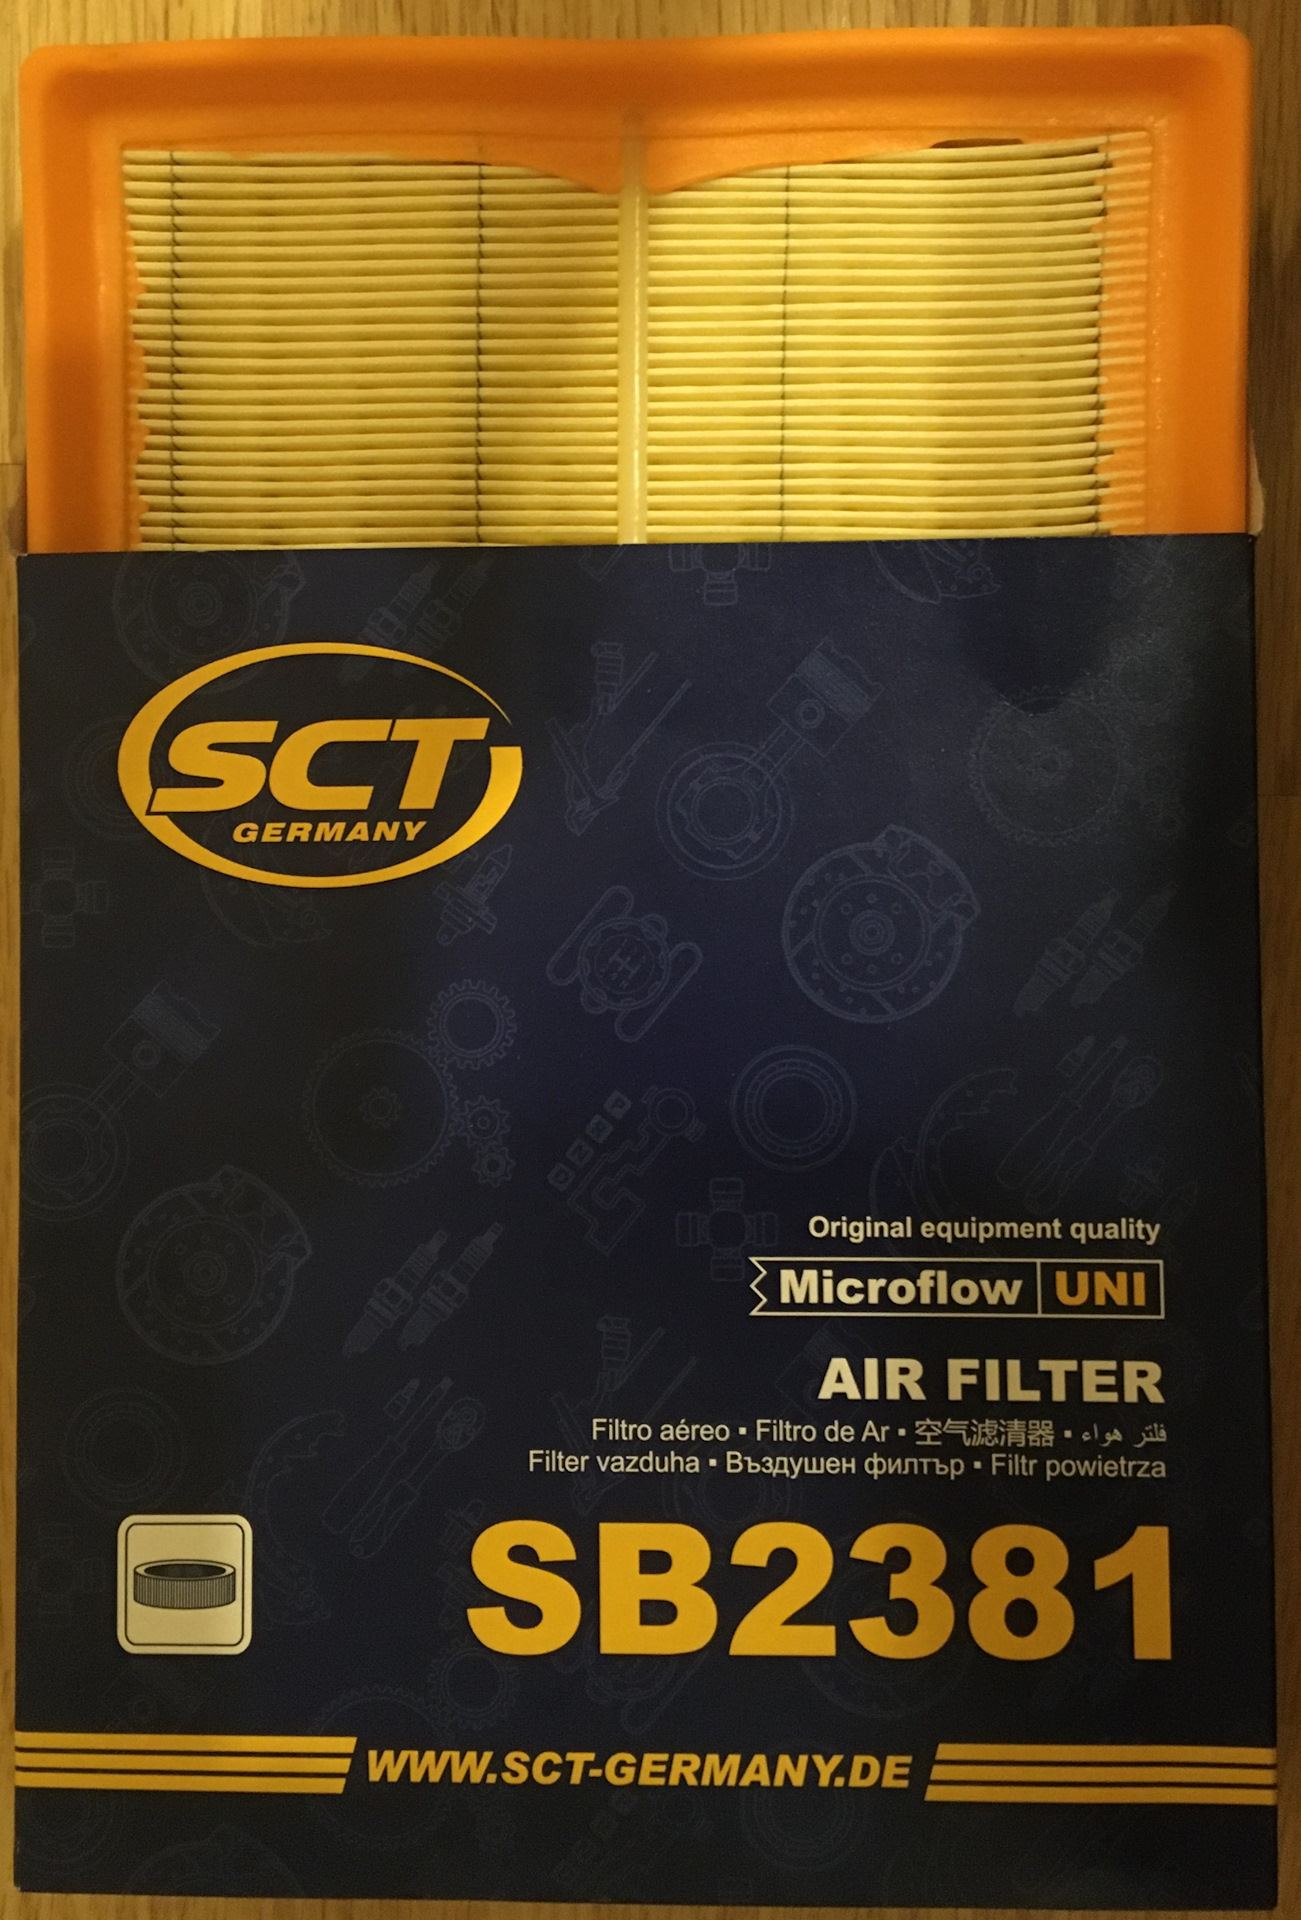 SCT
GERMANY
Original equipment quality
Microflow UNI
AIR FILTER
Filtro aéreo ▪ Filtro de Ar ▪ 空气滤清器 ▪ فلتر هواء
Filter vazduha ▪ Въздушен филтър ▪ Filtr powietrza
SB2381
WWW.SCT-GERMANY.DE